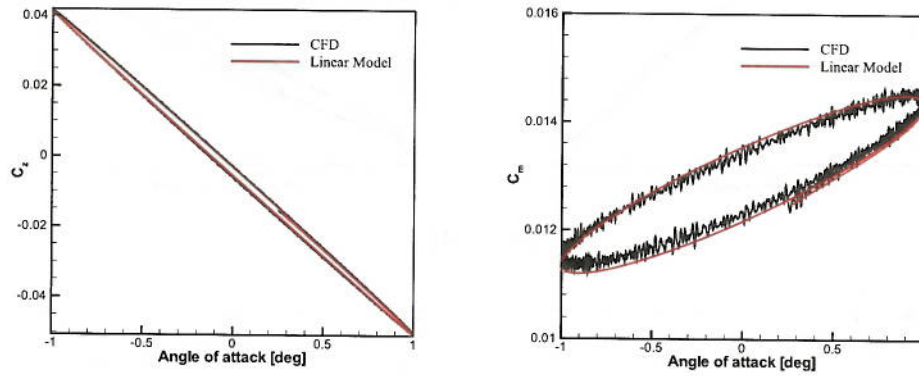 0.04
0.02
0
-0.02
-0.04
C_z
-1
-0.5
0
0.5
1
Angle of attack [deg]
CFD
Linear Model
0.016
0.014
0.012
0.01
C_m
-1
-0.5
0
0.5
Angle of attack [deg]
CFD
Linear Model